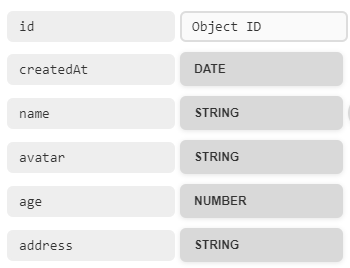 id Object ID
createdAt DATE
name STRING
avatar STRING
age NUMBER
address STRING